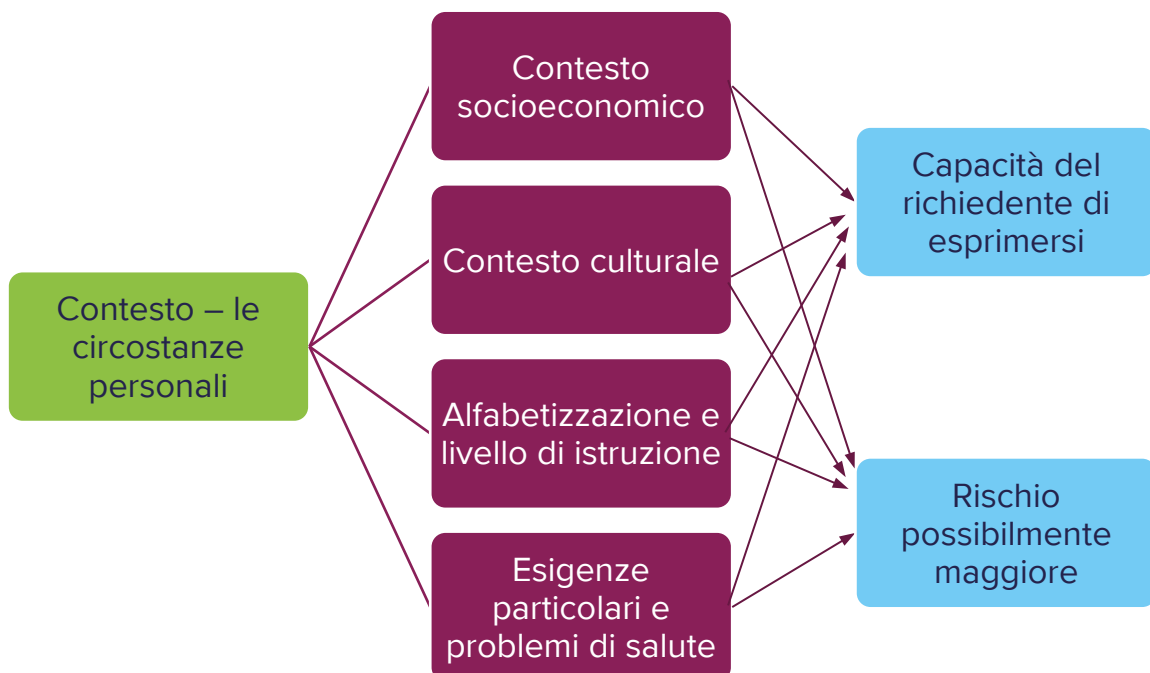 Contesto – le
circostanze
personali
Contesto
socioeconomico
Contesto culturale
Alfabetizzazione e
livello di istruzione
Esigenze
particolari e
problemi di salute
Capacità del
richiedente di
esprimersi
Rischio
possibilmente
maggiore